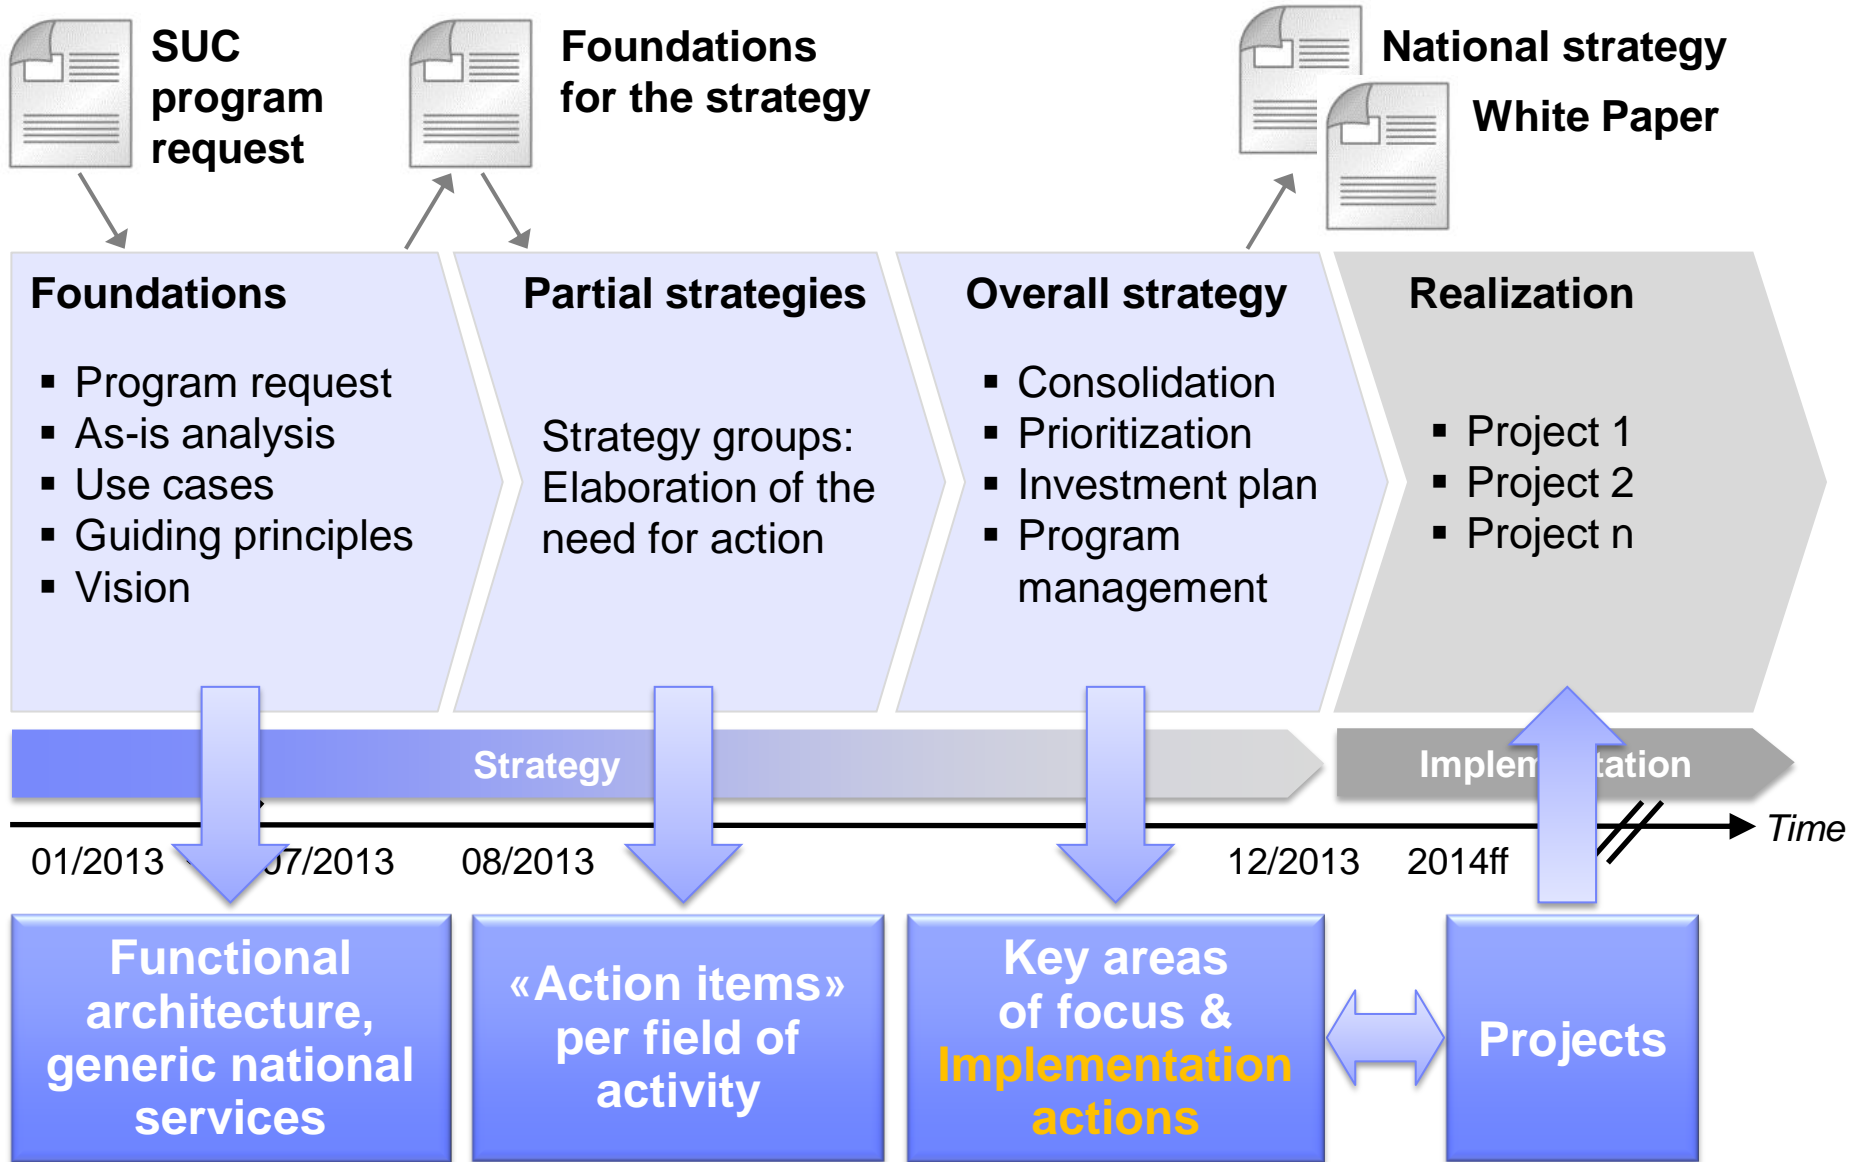 SUC
program
request
Foundations
for the strategy
National strategy
White Paper
Foundations
▪ Program request
▪ As-is analysis
▪ Use cases
▪ Guiding principles
▪ Vision
Partial strategies
Strategy groups:
Elaboration of the
need for action
Overall strategy
▪ Consolidation
▪ Prioritization
▪ Investment plan
▪ Program
management
Realization
▪ Project 1
▪ Project 2
▪ Project n
Strategy
Implementation
Time
01/2013
07/2013
08/2013
12/2013
2014ff
Functional
architecture,
generic national
services
«Action items»
per field of
activity
Key areas
of focus &
Implementation
actions
Projects